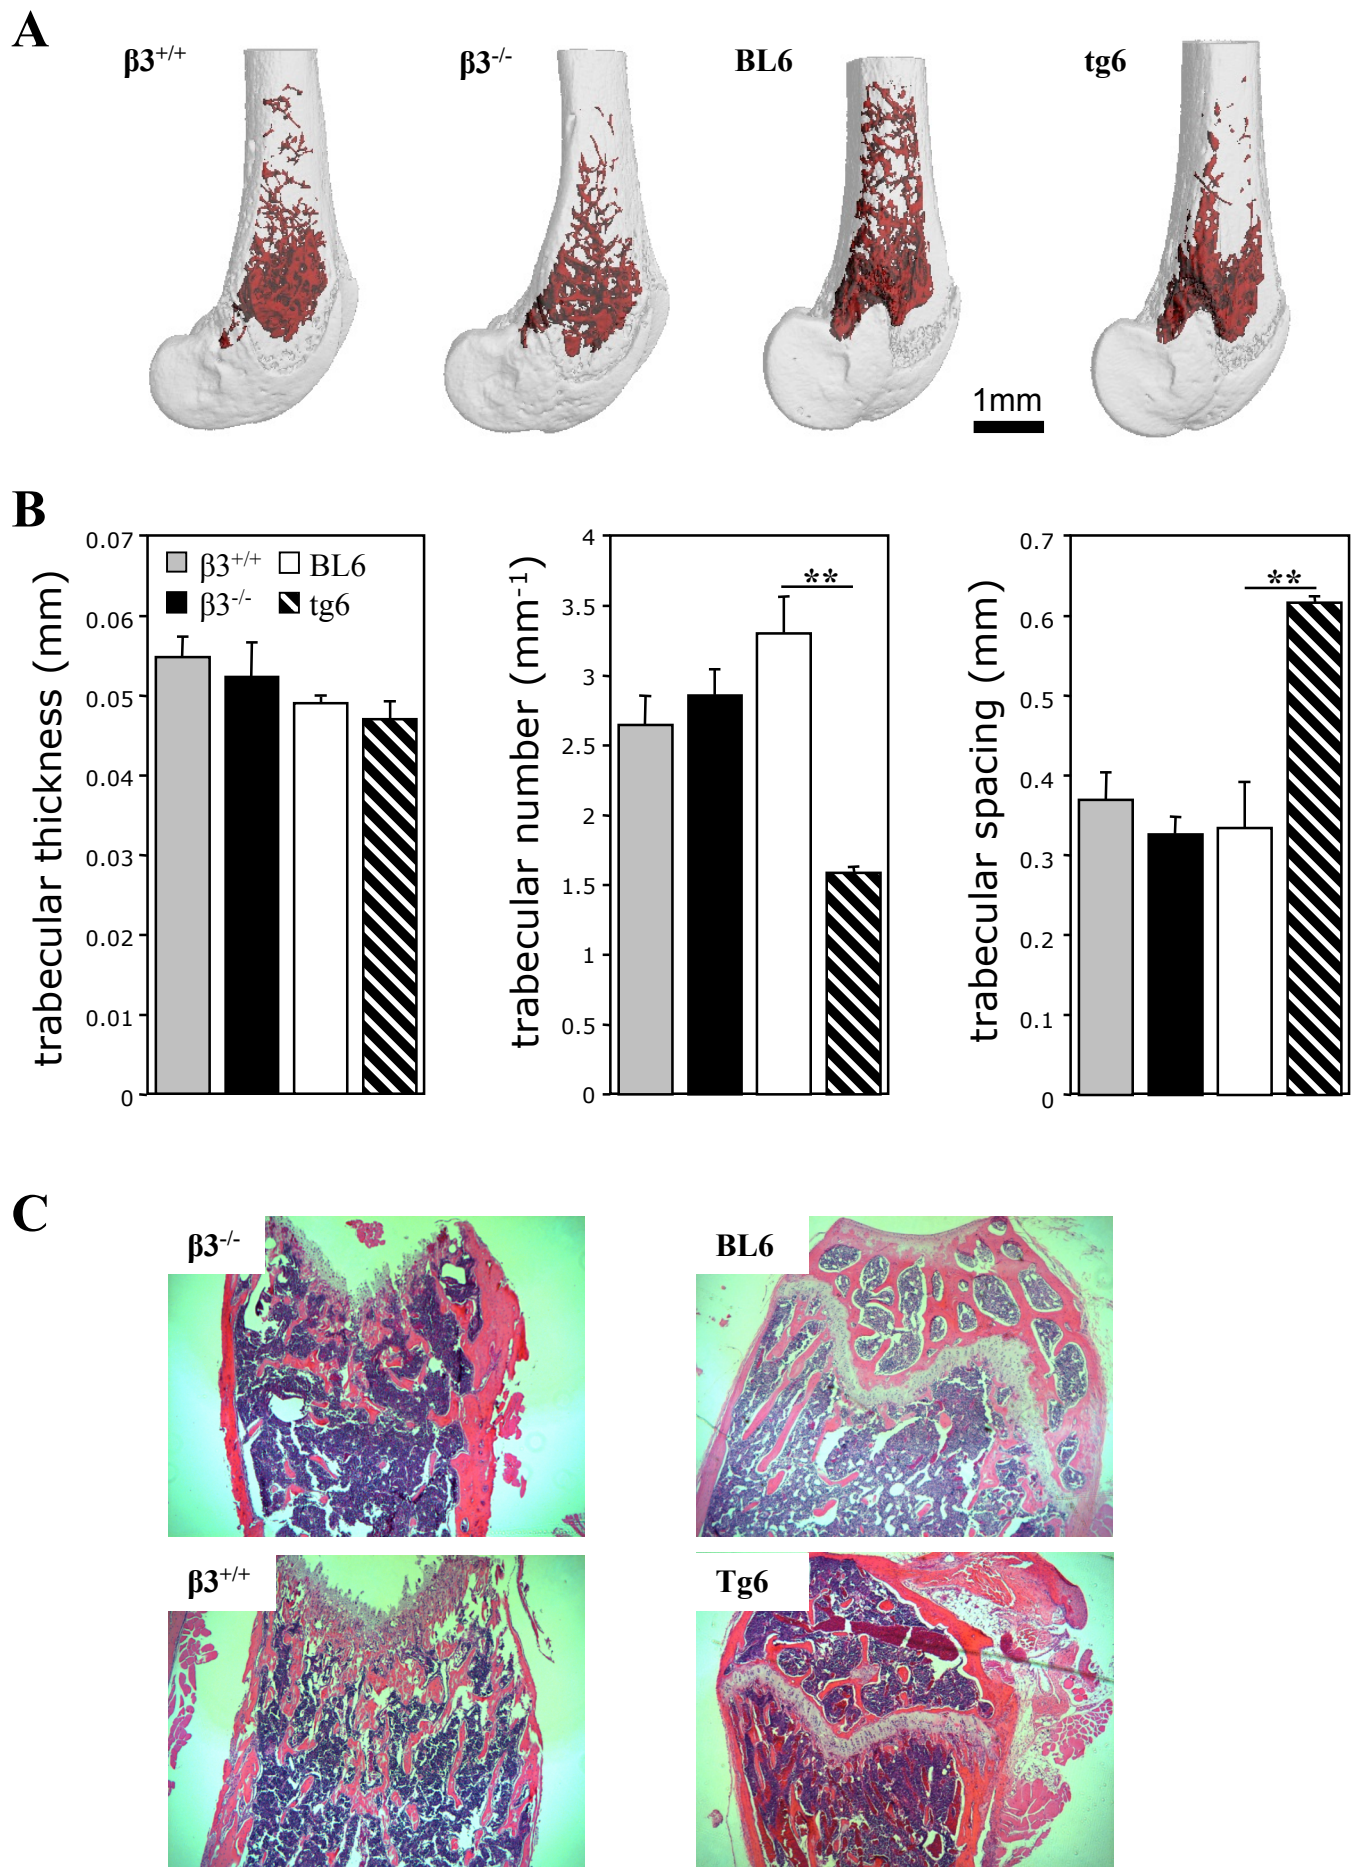 A
β3+/+
β3-/-
BL6
tg6
1mm
B
trabecular thickness (mm)
0.07
0.06
0.05
0.04
0.03
0.02
0.01
0
β3+/+
BL6
β3-/-
tg6
trabecular number (mm-1)
4
3.5
3
2.5
2
1.5
1
0.5
0
**
trabecular spacing (mm)
0.7
0.6
0.5
0.4
0.3
0.2
0.1
0
**
C
β3-/-
BL6
β3+/+
Tg6